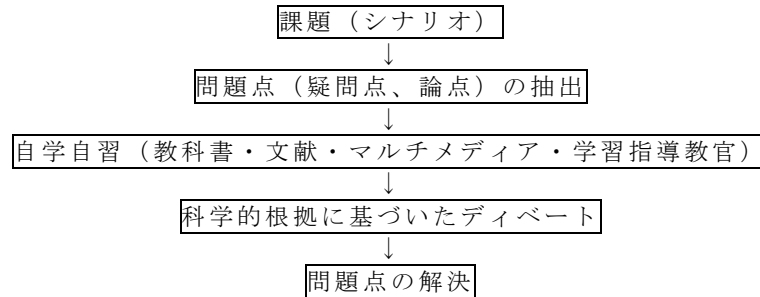 課題（シナリオ）
↓
問題点（疑問点、論点）の抽出
↓
自学自習（教科書・文献・マルチメディア・学習指導教官）
↓
科学的根拠に基づいたディベート
↓
問題点の解決